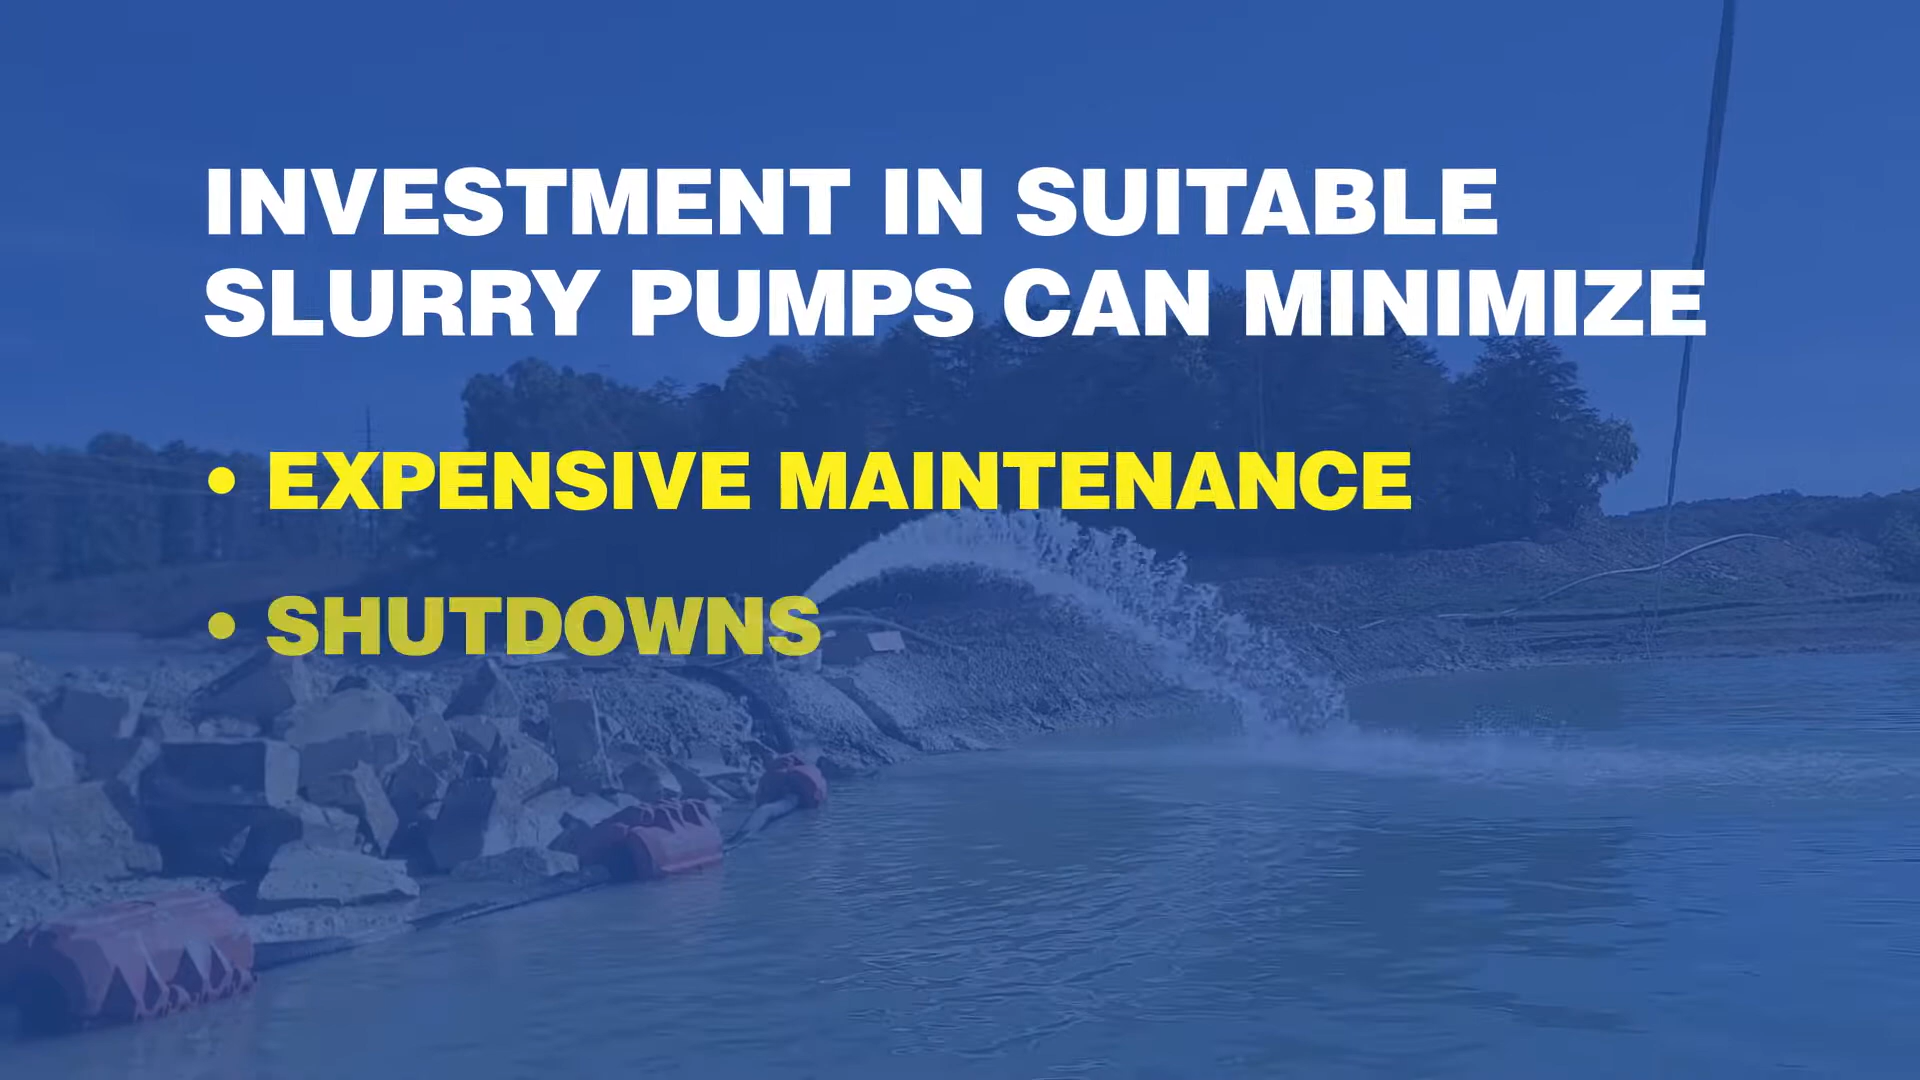 INVESTMENT IN SUITABLE
SLURRY PUMPS CAN MINIMIZE
• EXPENSIVE MAINTENANCE
• SHUTDOWNS